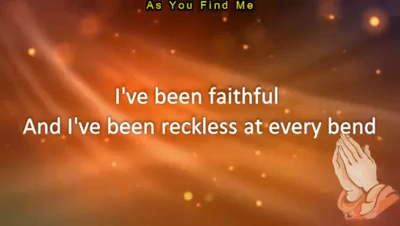 As You Find Me
I've been faithful
And I've been reckless at every bend